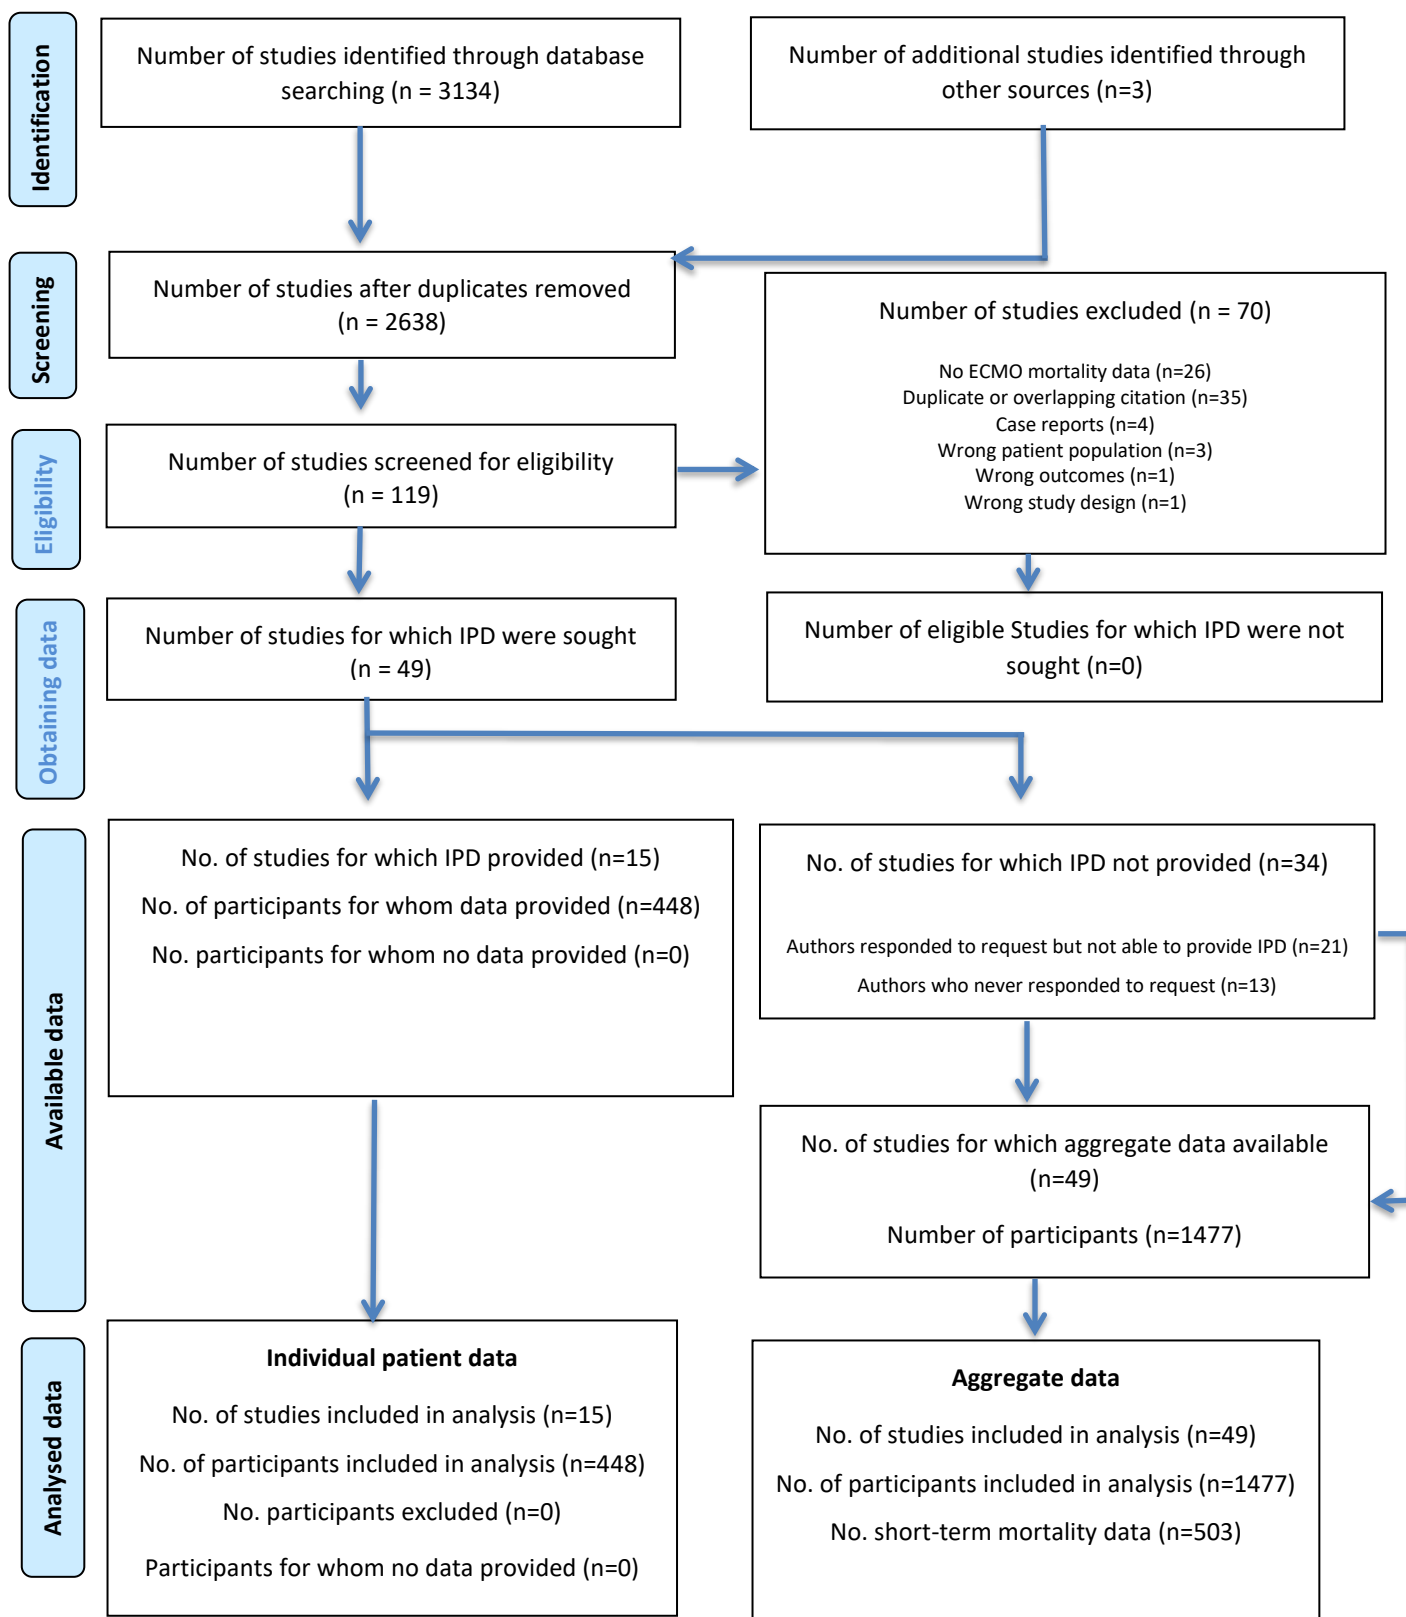 Identification
Number of studies identified through database
searching (n = 3134)
Number of additional studies identified through
other sources (n=3)
Screening
Number of studies after duplicates removed
(n = 2638)
Number of studies excluded (n = 70)
No ECMO mortality data (n=26)
Duplicate or overlapping citation (n=35)
Case reports (n=4)
Wrong patient population (n=3)
Wrong outcomes (n=1)
Wrong study design (n=1)
Eligibility
Number of studies screened for eligibility
(n = 119)
Obtaining data
Number of studies for which IPD were sought
(n = 49)
Number of eligible Studies for which IPD were not
sought (n=0)
Available data
No. of studies for which IPD provided (n=15)
No. of participants for whom data provided (n=448)
No. participants for whom no data provided (n=0)
No. of studies for which IPD not provided (n=34)
Authors responded to request but not able to provide IPD (n=21)
Authors who never responded to request (n=13)
No. of studies for which aggregate data available
(n=49)
Number of participants (n=1477)
Analysed data
Individual patient data
No. of studies included in analysis (n=15)
No. of participants included in analysis (n=448)
No. participants excluded (n=0)
Participants for whom no data provided (n=0)
Aggregate data
No. of studies included in analysis (n=49)
No. of participants included in analysis (n=1477)
No. short-term mortality data (n=503)